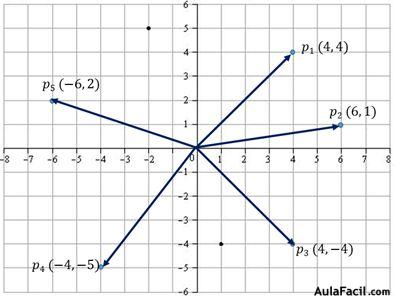 6
5
4
p₁ (4,4)
3
p₅ (−6,2)
2
p₂ (6,1)
1
−8 −7 −6 −5 −4 −3 −2 −1 0 1 2 3 4 5 6 7 8
−1
−2
−3
−4
p₃ (4,−4)
p₄ (−4,−5)
−5
−6
AulaFacil.com